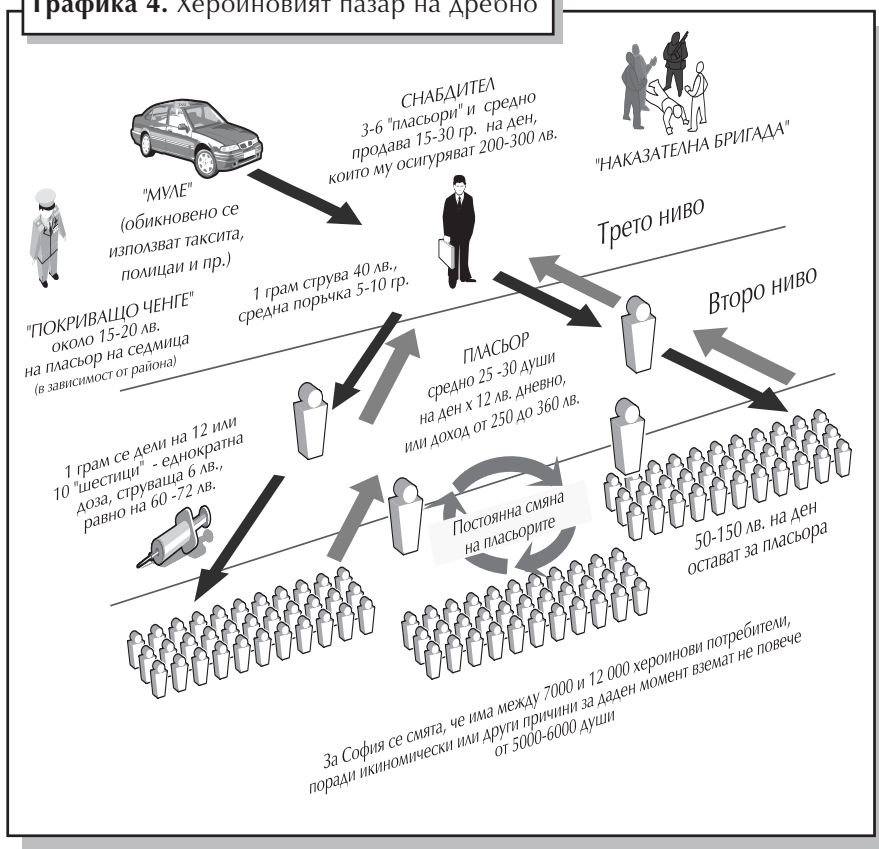 Графика 4. Хероиновият пазар на дребно
СНАБДИТЕЛ
3-6 "пласьори" и средно
продава 15-30 гр. на ден,
които му осигуряват 200-300 лв.
"НАКАЗАТЕЛНА БРИГАДА"
"МУЛЕ"
(обикновено се
използват таксита,
полицаи и пр.)
Трето ниво
"ПОКРИВАЩО ЧЕНГЕ"
около 15-20 лв.
на пласьор на седмица
(в зависимост от района)
1 грам струва 40 лв.,
средна поръчка 5-10 гр.
Второ ниво
ПЛАСЬОР
средно 25 -30 души
на ден х 12 лв. дневно,
или доход от 250 до 360 лв.
1 грам се дели на 12 или
10 "шестици" - еднократна
доза, струваща 6 лв.,
равно на 60 -72 лв.
Постоянна смяна
на пласьорите
50-150 лв. на ден
остават за пласьора
За София се смята, че има между 7000 и 12 000 хероинови потребители,
поради икиномически или други причини за даден момент вземат не повече
от 5000-6000 души